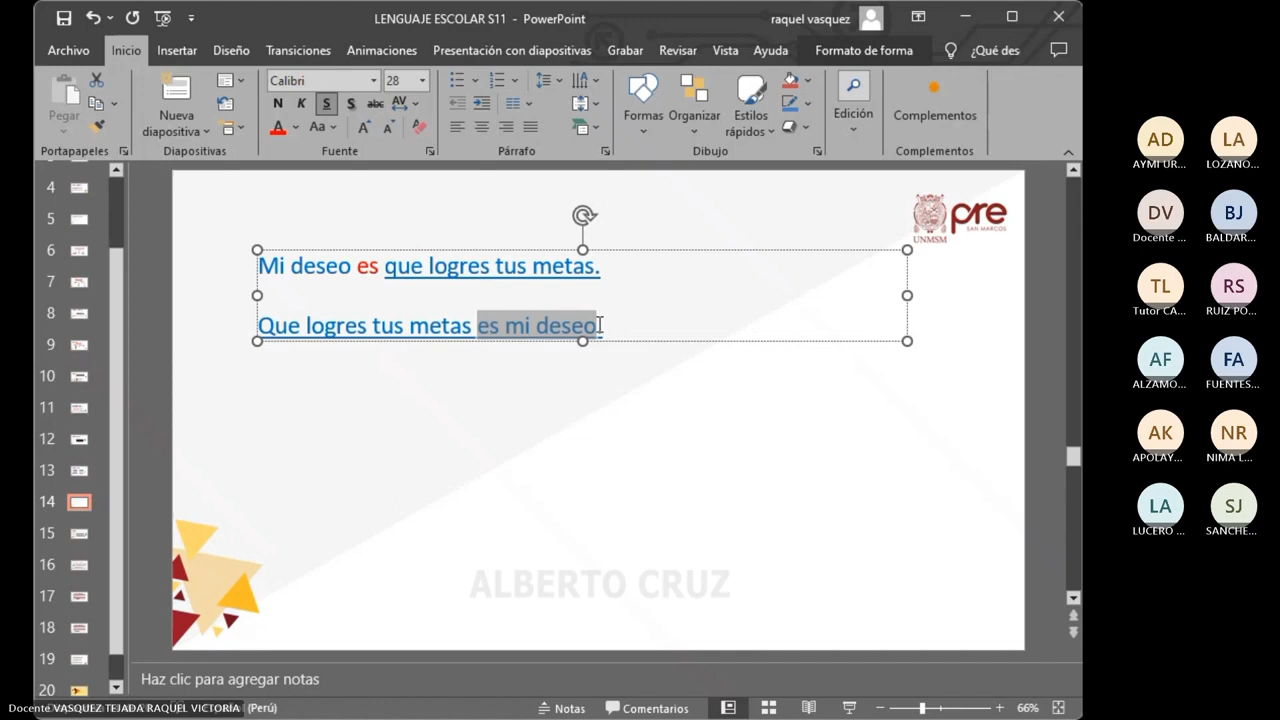 LENGUAJE ESCOLAR S11 - PowerPoint
raquel vasquez
Archivo Inicio Insertar Diseño Transiciones Animaciones Presentación con diapositivas Grabar Revisar Vista Ayuda Formato de forma ¿Qué des
Pegar
Portapapeles
Nueva
diapositiva
Diapositivas
Calibri 28
N K S S abc AV
A Aa A A
Fuente
Párrafo
Formas Organizar Estilos
rápidos
Dibujo
Edición
Complementos
Complementos
4
5
6
7
8
9
10
11
12
13
14
15
16
17
18
19
20
UNMSM
pre
SAN MARCOS
Mi deseo es que logres tus metas.
Que logres tus metas es mi deseo.
ALBERTO CRUZ
Haz clic para agregar notas
Docente VASQUEZ TEJADA RAQUEL VICTORIA (Perú)
Notas Comentarios 66%
AD LA
AYMI UR... LOZANO...
DV BJ
Docente ... BALDAR...
TL RS
Tutor CA... RUIZ PO...
AF FA
ALZAMO... FUENTES...
AK NR
APOLAY... NIMA L...
LA SJ
LUCERO ... SANCHE...